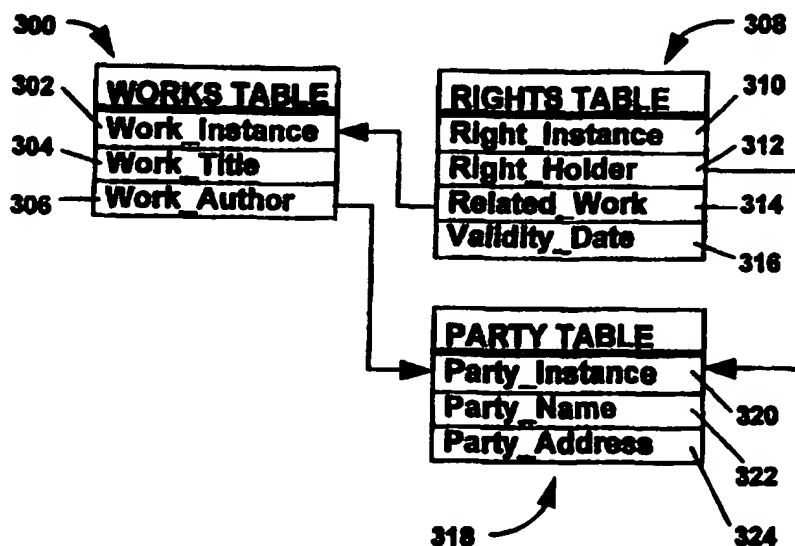 300
308
302
WORKS TABLE
Work_Instance
304
Work_Title
306
Work_Author
RIGHTS TABLE
310
Right_Instance
312
Right_Holder
Related_Work
314
Validity_Date
316
PARTY TABLE
Party_Instance
320
Party_Name
322
Party_Address
324
318